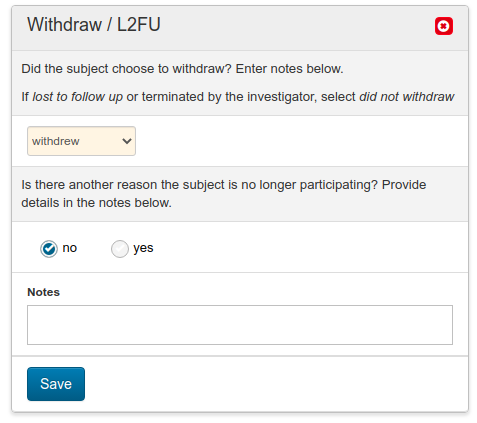 Withdraw / L2FU
Did the subject choose to withdraw? Enter notes below.
If lost to follow up or terminated by the investigator, select did not withdraw
withdrew
Is there another reason the subject is no longer participating? Provide
details in the notes below.
no yes
Notes
Save